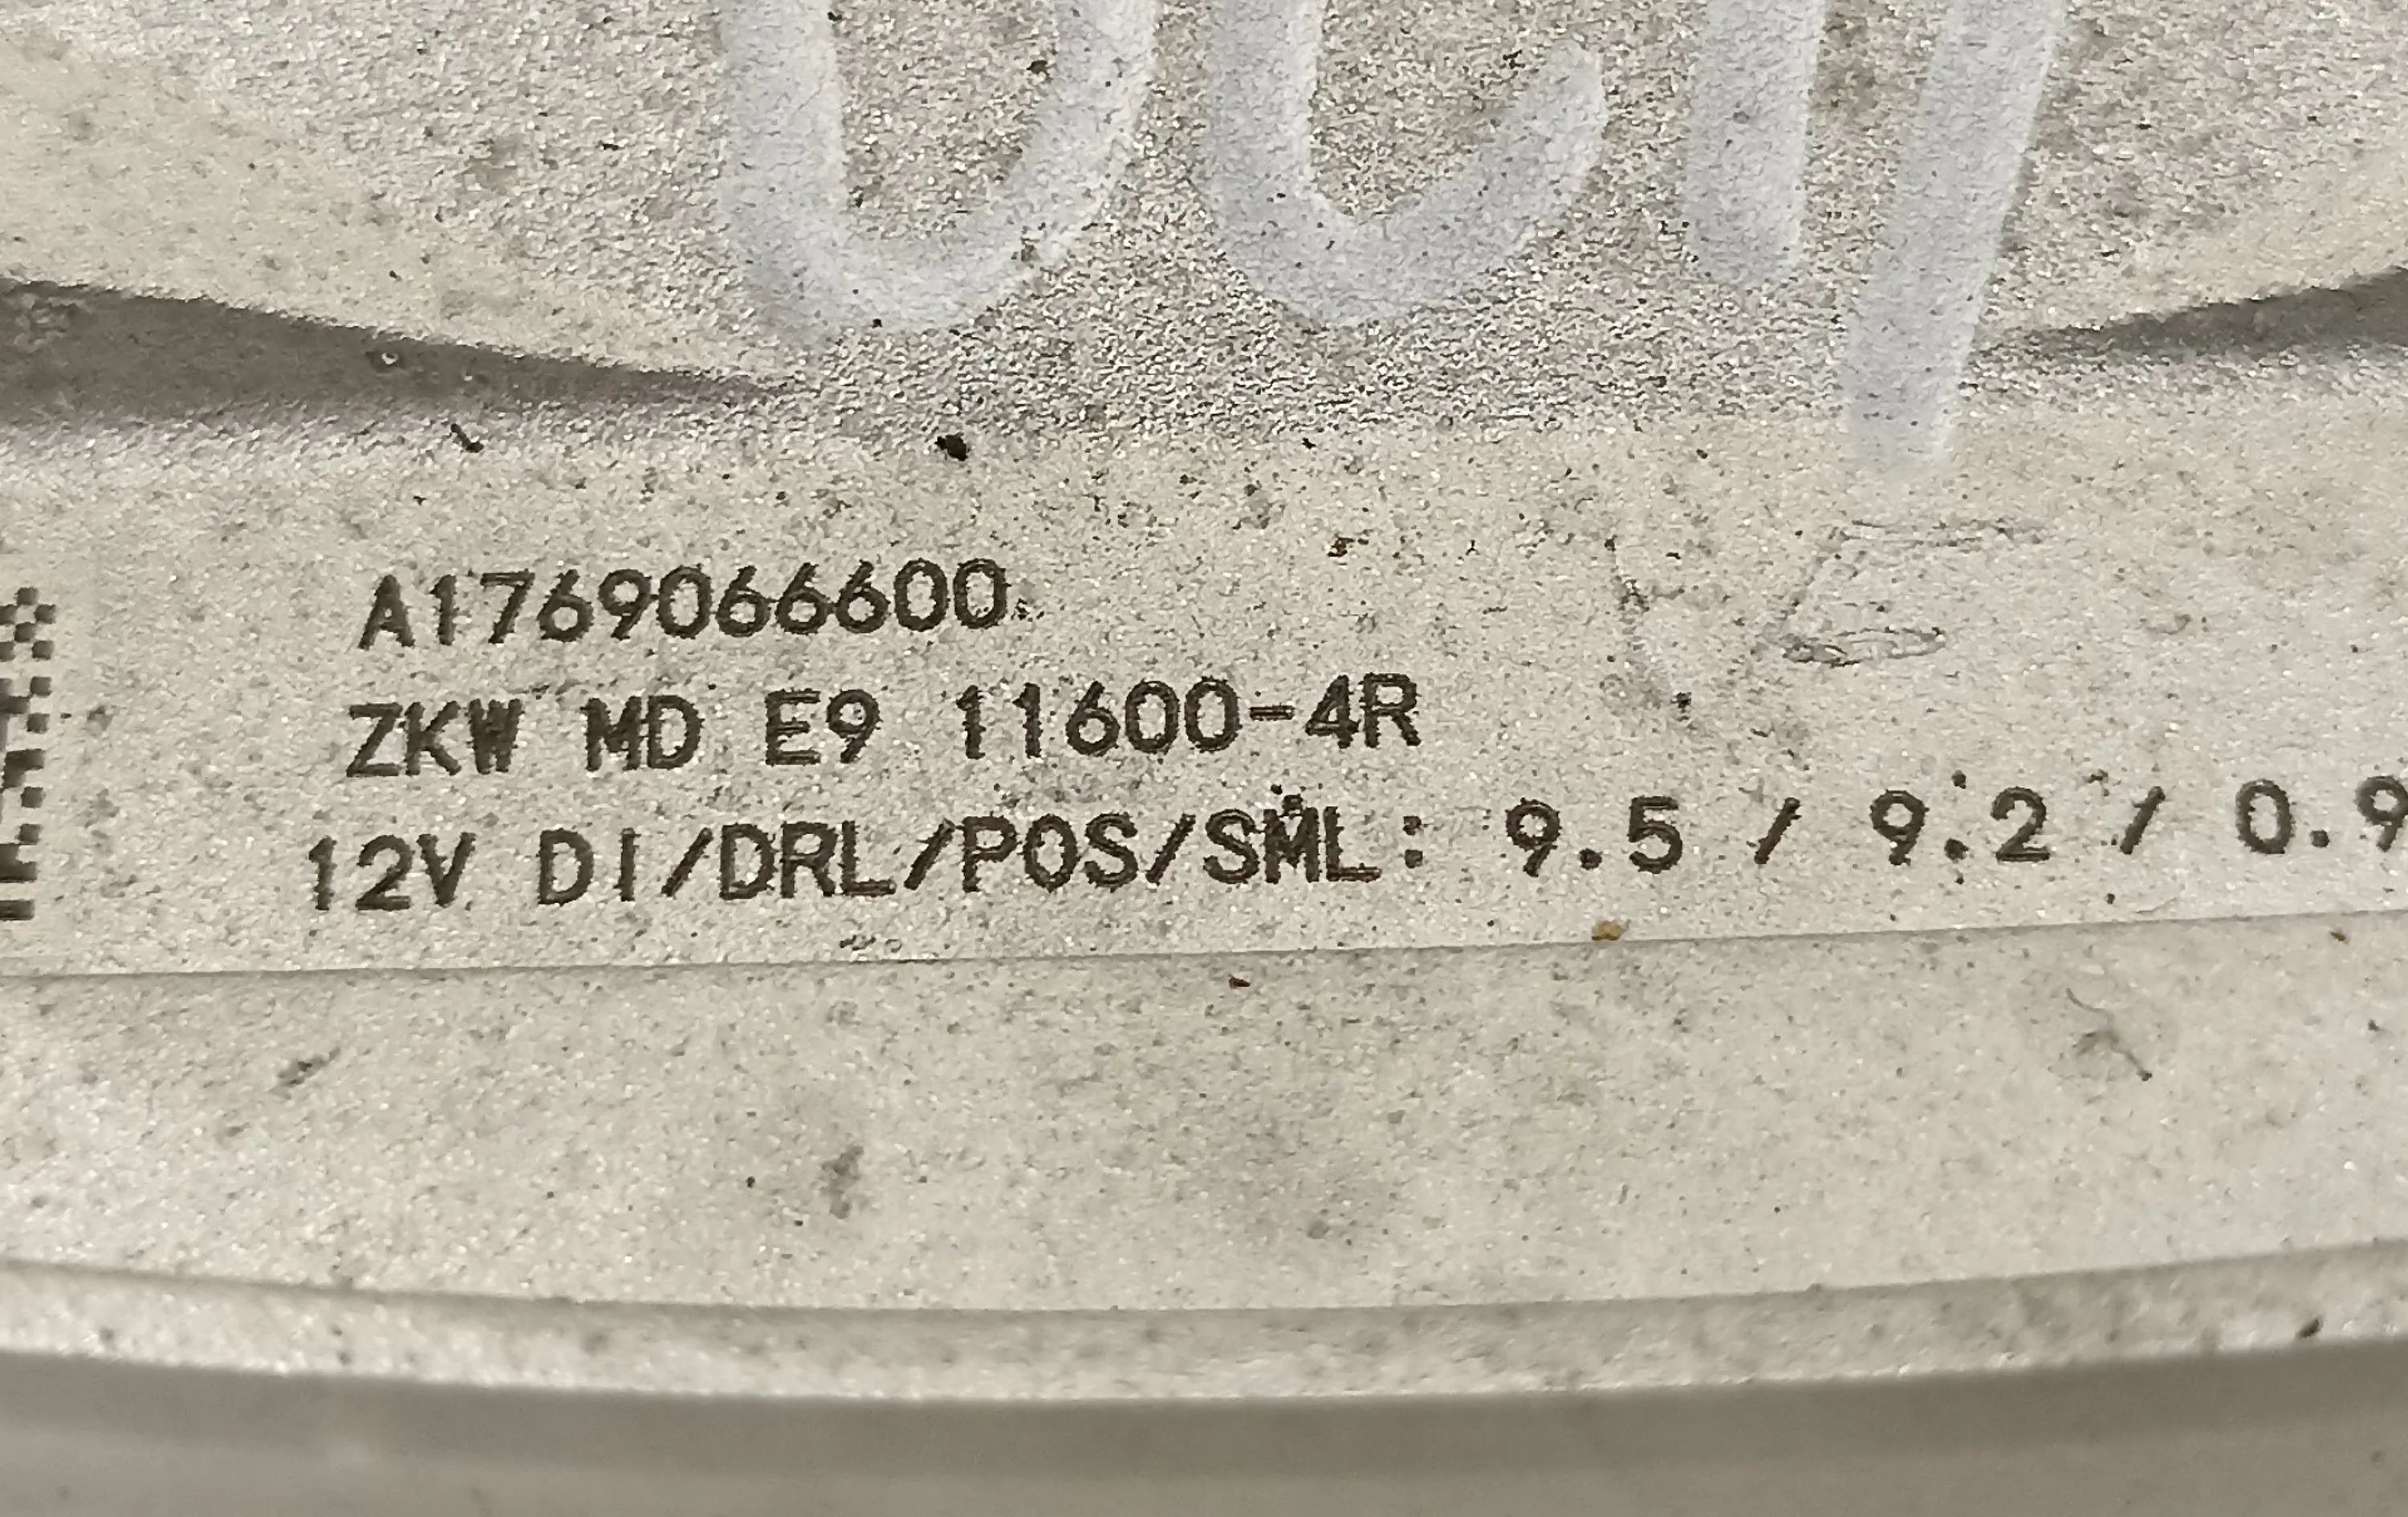 A1769066600
ZKW MD E9 11600-4R
12V DI/DRL/POS/SML: 9.5 / 9.2 / 0.9